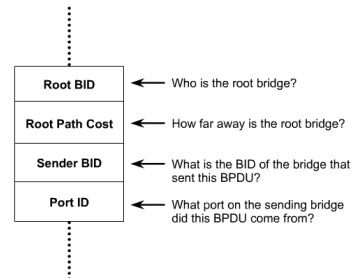 Root BID
Who is the root bridge?
Root Path Cost
How far away is the root bridge?
Sender BID
What is the BID of the bridge that
sent this BPDU?
Port ID
What port on the sending bridge
did this BPDU come from?